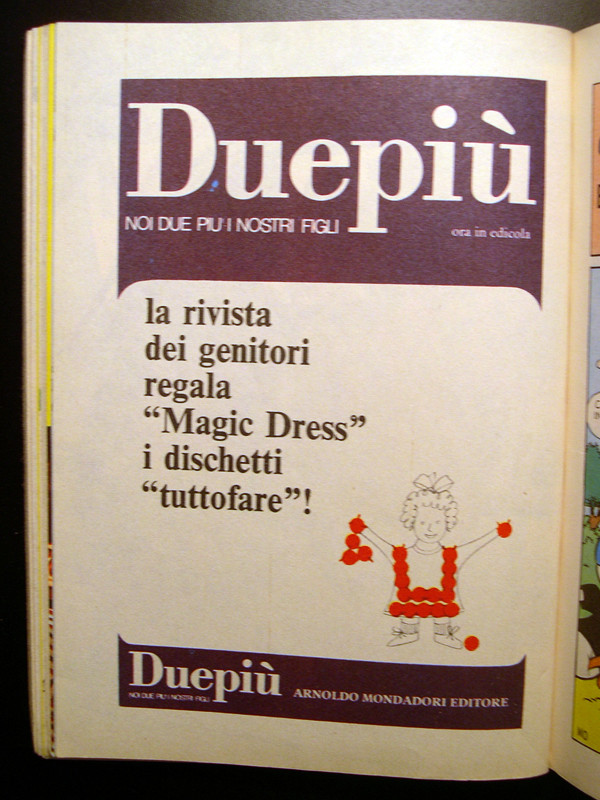 Duepiù
NOI DUE PIU' I NOSTRI FIGLI
ora in edicola
la rivista
dei genitori
regala
“Magic Dress”
i dischetti
“tuttofare”!
Duepiù
NOI DUE PIU' I NOSTRI FIGLI
ARNOLDO MONDADORI EDITORE